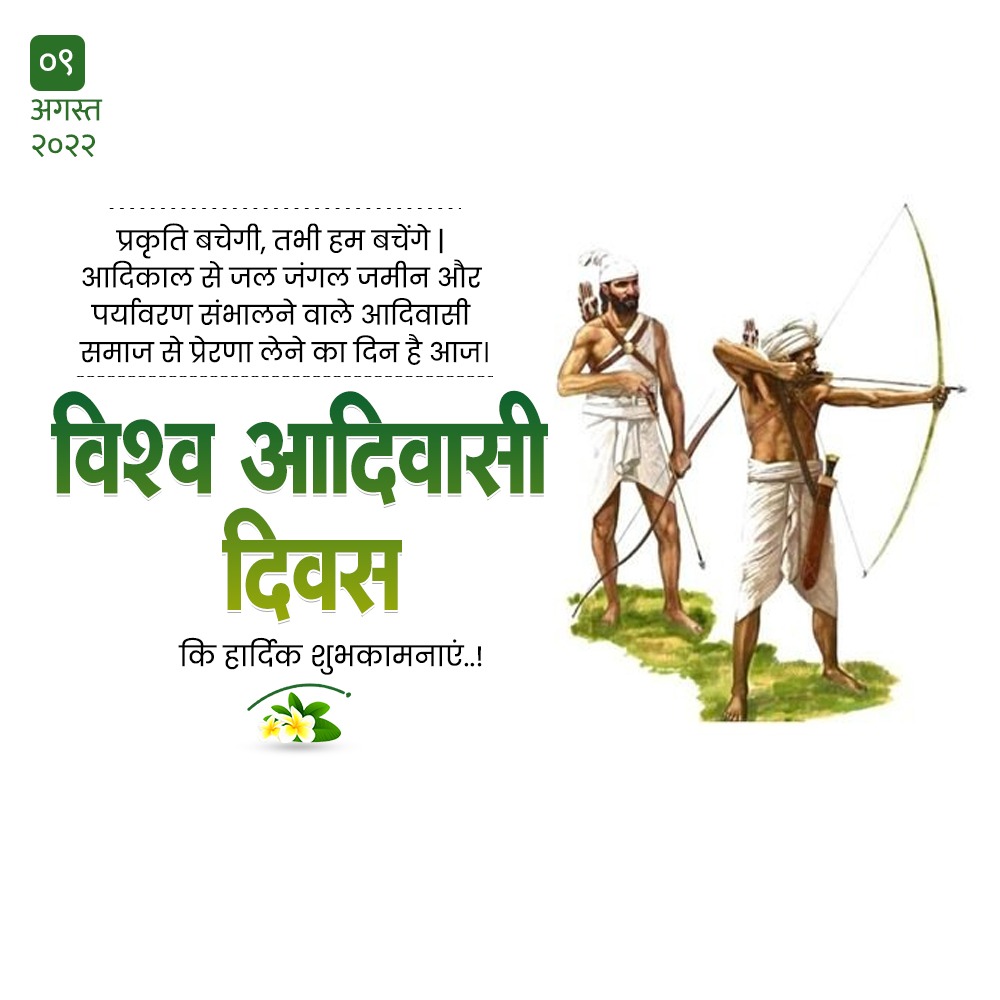 ०९
अगस्त
२०२२
प्रकृति बचेगी, तभी हम बचेंगे |
आदिकाल से जल जंगल जमीन और
पर्यावरण संभालने वाले आदिवासी
समाज से प्रेरणा लेने का दिन है आज।
विश्व आदिवासी
दिवस
कि हार्दिक शुभकामनाएं..!